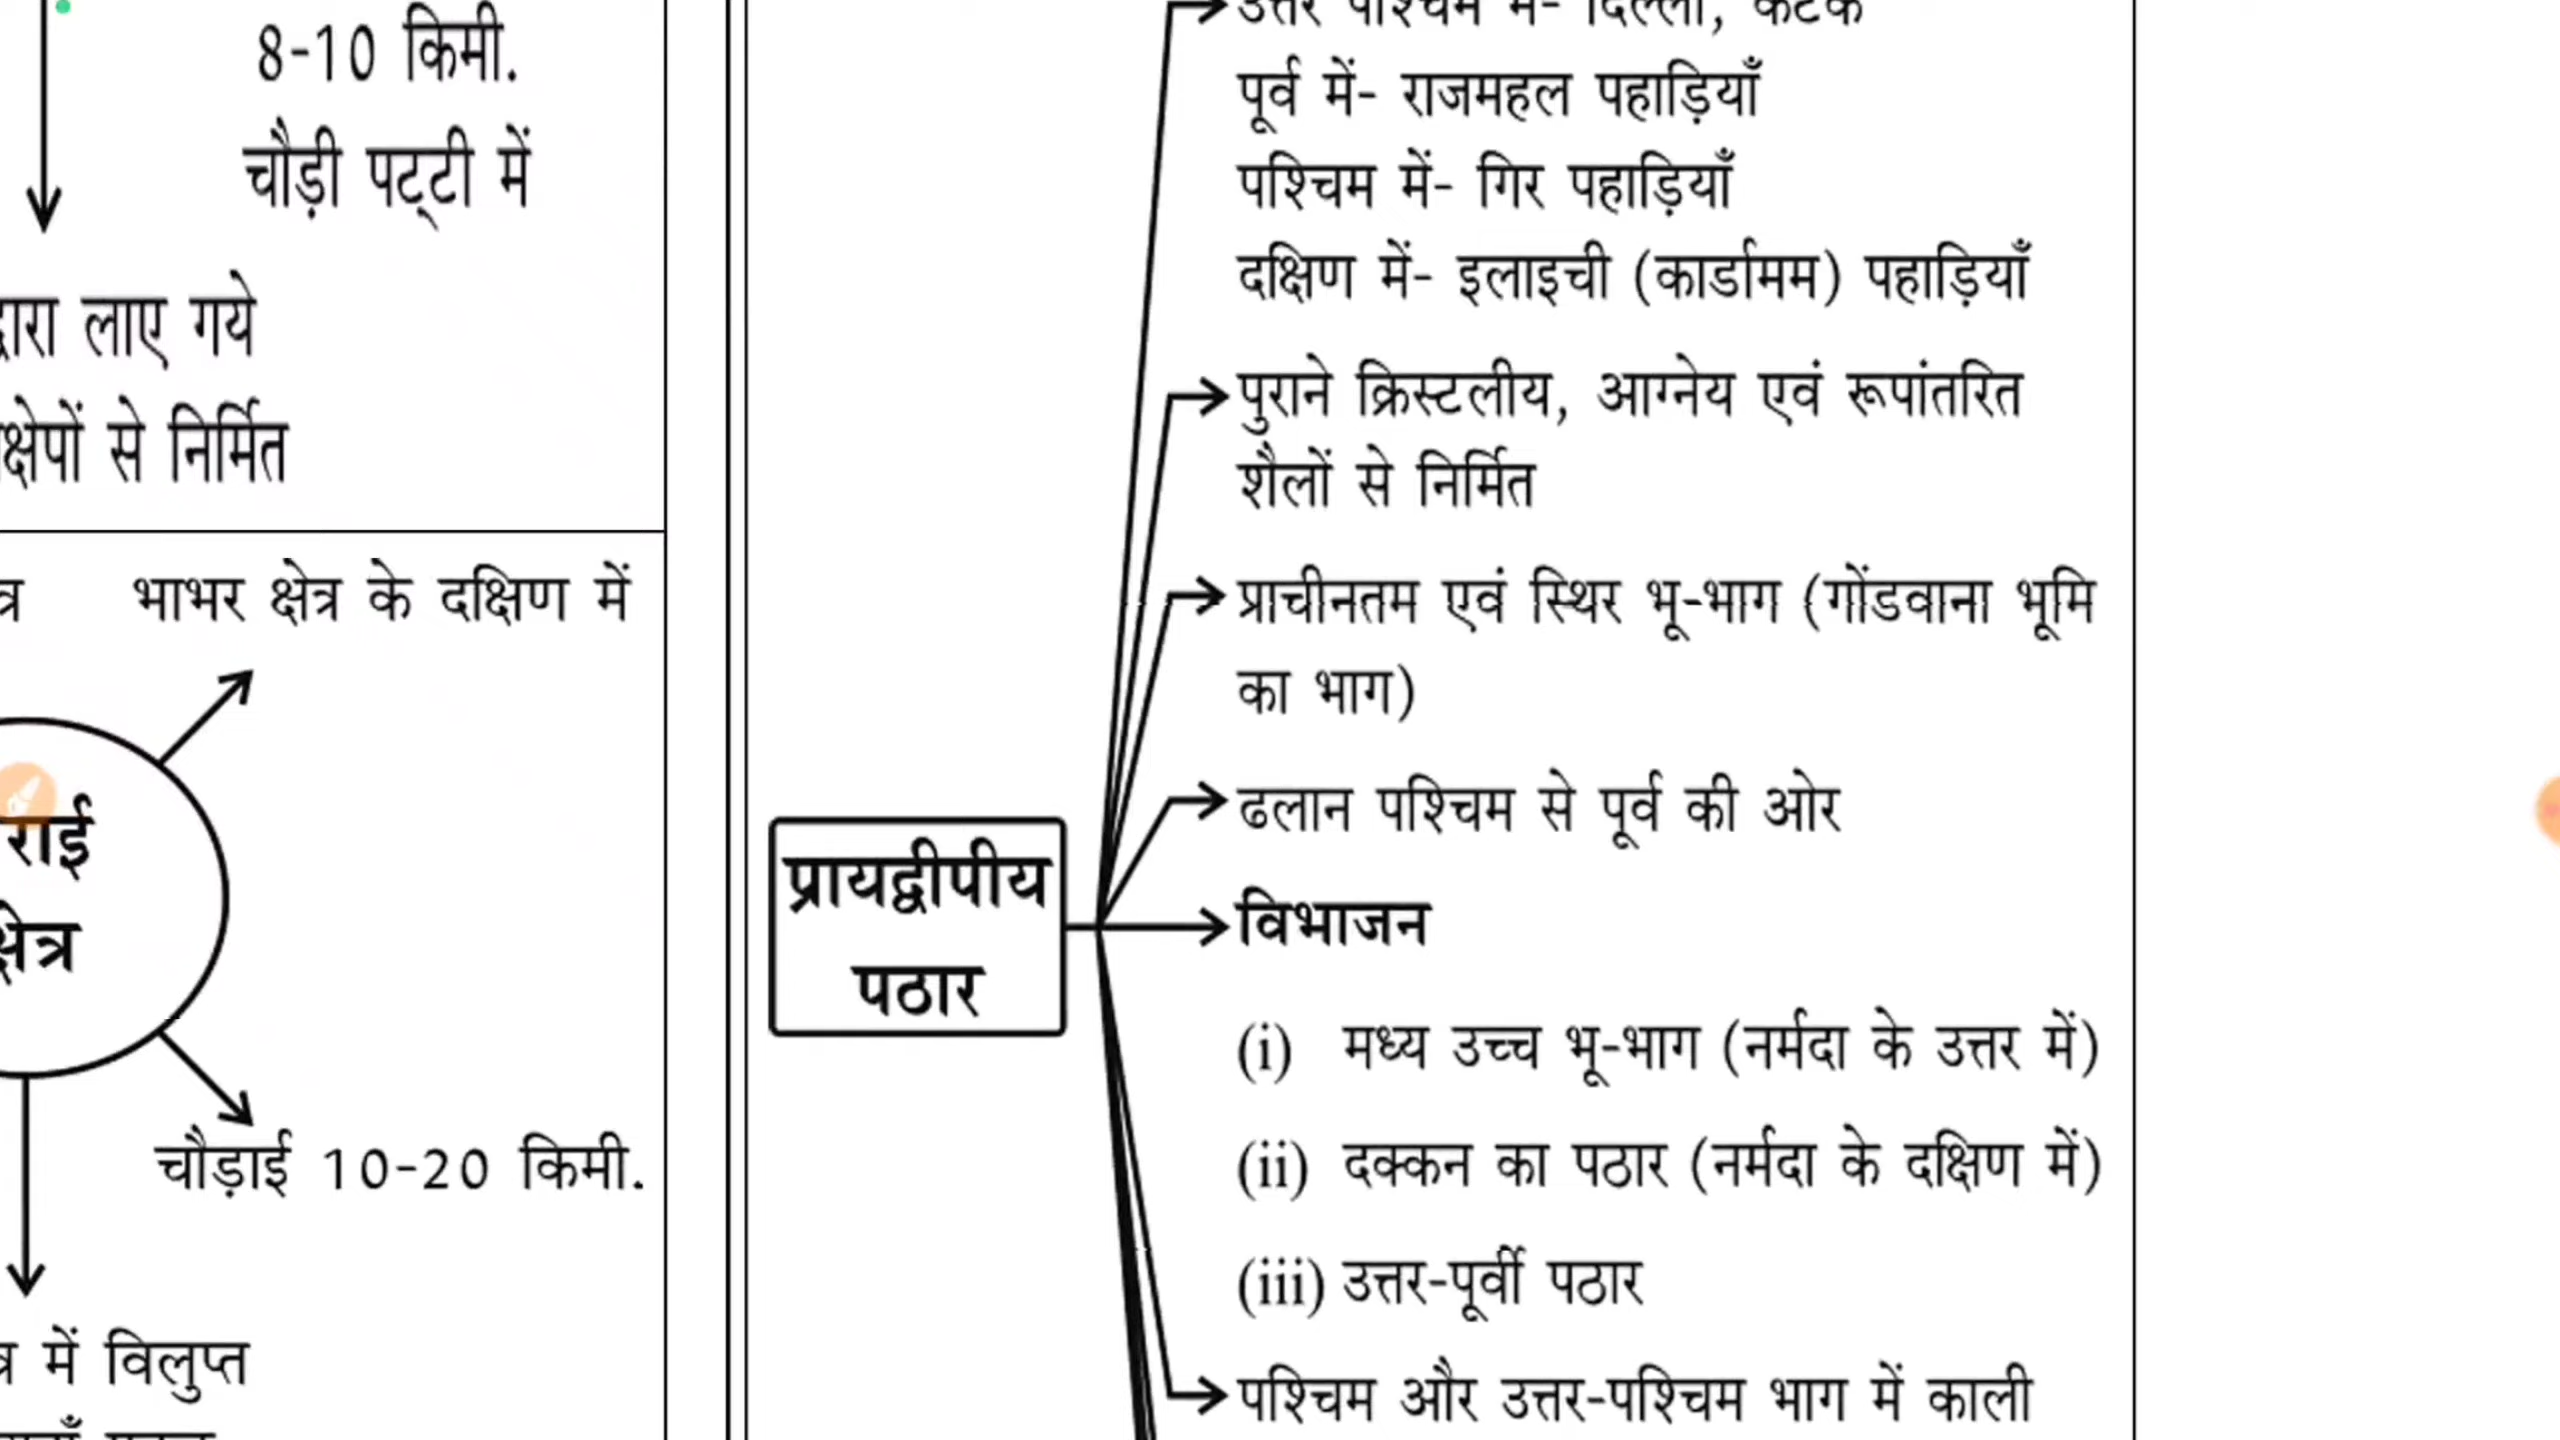 8-10 किमी.
चौड़ी पट्टी में
लाए गये
से निर्मित
भाभर क्षेत्र के दक्षिण में
चौड़ाई 10-20 किमी.
में विलुप्त
पूर्व में- राजमहल पहाड़ियाँ
पश्चिम में- गिर पहाड़ियाँ
दक्षिण में- इलाइची (कार्डामम) पहाड़ियाँ
पुराने क्रिस्टलीय, आग्नेय एवं रूपांतरित
शैलों से निर्मित
प्राचीनतम एवं स्थिर भू-भाग (गोंडवाना भूमि
का भाग)
ढलान पश्चिम से पूर्व की ओर
प्रायद्वीपीय
पठार
विभाजन
(i) मध्य उच्च भू-भाग (नर्मदा के उत्तर में)
(ii) दक्कन का पठार (नर्मदा के दक्षिण में)
(iii) उत्तर-पूर्वी पठार
पश्चिम और उत्तर-पश्चिम भाग में काली